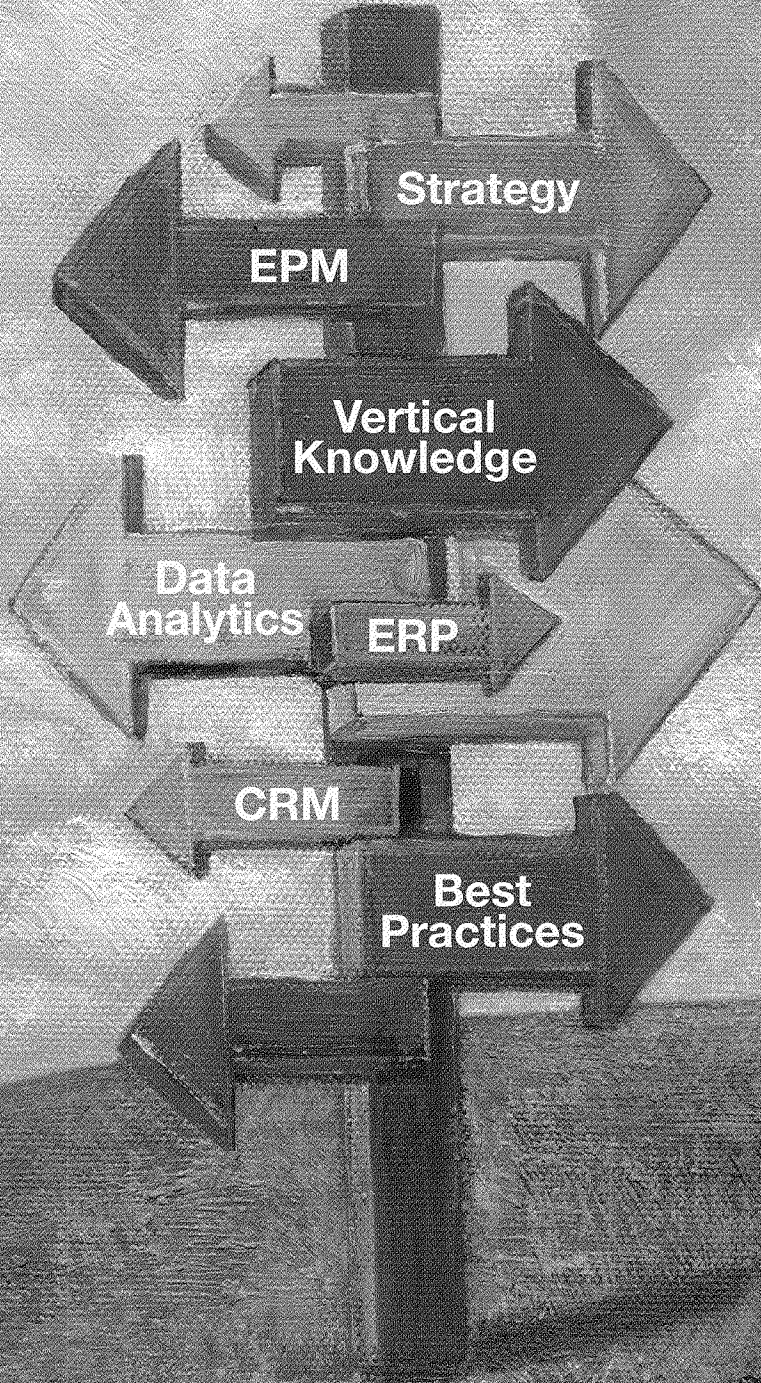 Strategy
EPM
Vertical
Knowledge
Data
Analytics
ERP
CRM
Best
Practices